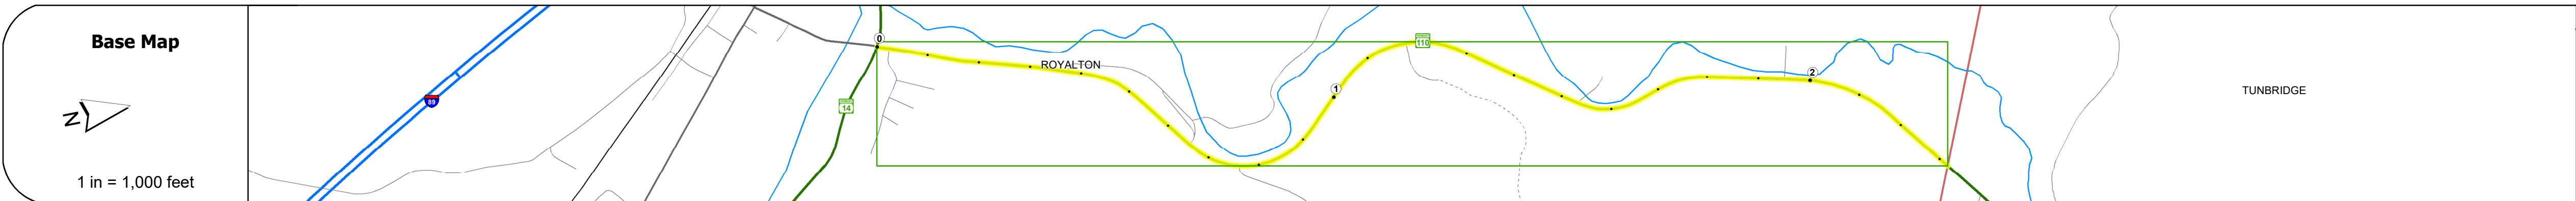 Base Map
N
1 in = 1,000 feet
89
14
0
ROYALTON
1
110
2
TUNBRIDGE